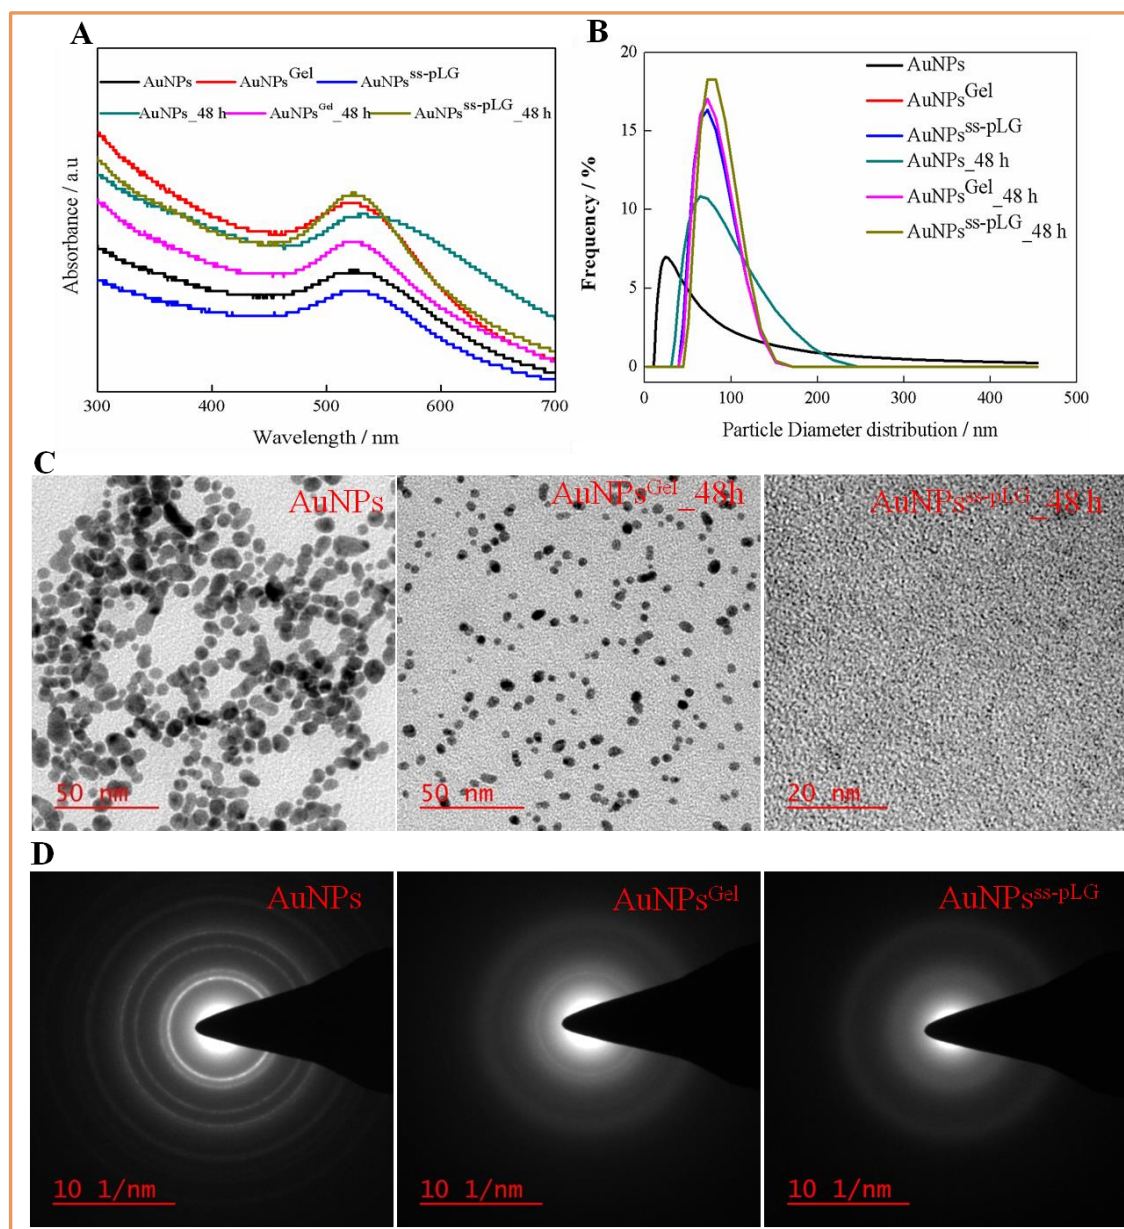 A
AuNPs AuNPsGel AuNPsss-pLG
AuNPs_48 h AuNPsGel_48 h AuNPsss-pLG_48 h
Absorbance / a.u
300 400 500 600 700
Wavelength / nm
B
20
15
10
5
0
Frequency / %
AuNPs
AuNPsGel
AuNPsss-pLG
AuNPs_48 h
AuNPsGel_48 h
AuNPsss-pLG_48 h
0 100 200 300 400 500
Particle Diameter distribution / nm
C
AuNPs
50 nm
AuNPsGel_48h
50 nm
AuNPsss-pLG_48 h
20 nm
D
AuNPs
10 1/nm
AuNPsGel
10 1/nm
AuNPsss-pLG
10 1/nm